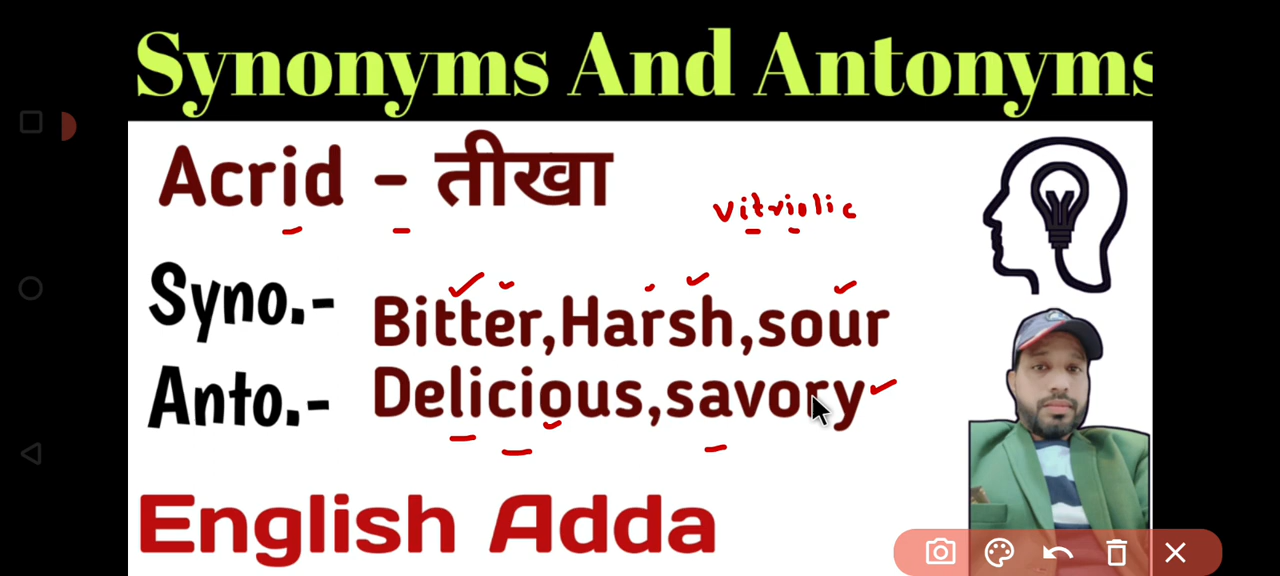 Synonyms And Antonyms
Acrid - तीखा
vitriolic
Syno.- Bitter,Harsh,sour
Anto.- Delicious,savory
English Adda